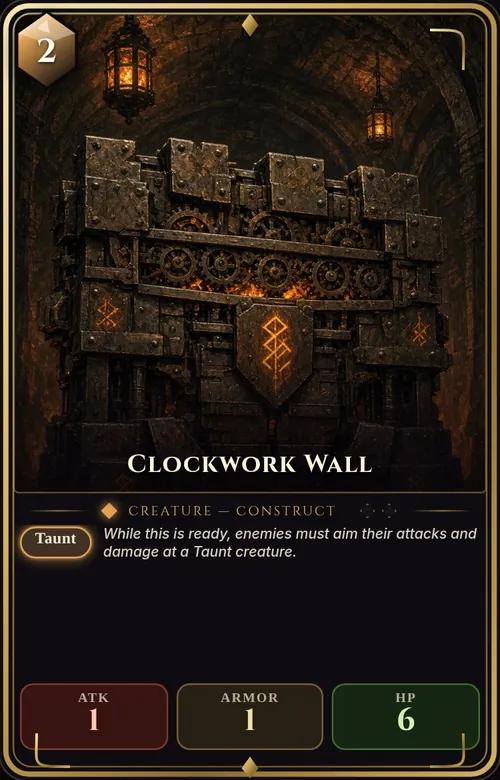 2
Clockwork Wall
CREATURE — CONSTRUCT
Taunt
While this is ready, enemies must aim their attacks and
damage at a Taunt creature.
ATK
1
ARMOR
1
HP
6